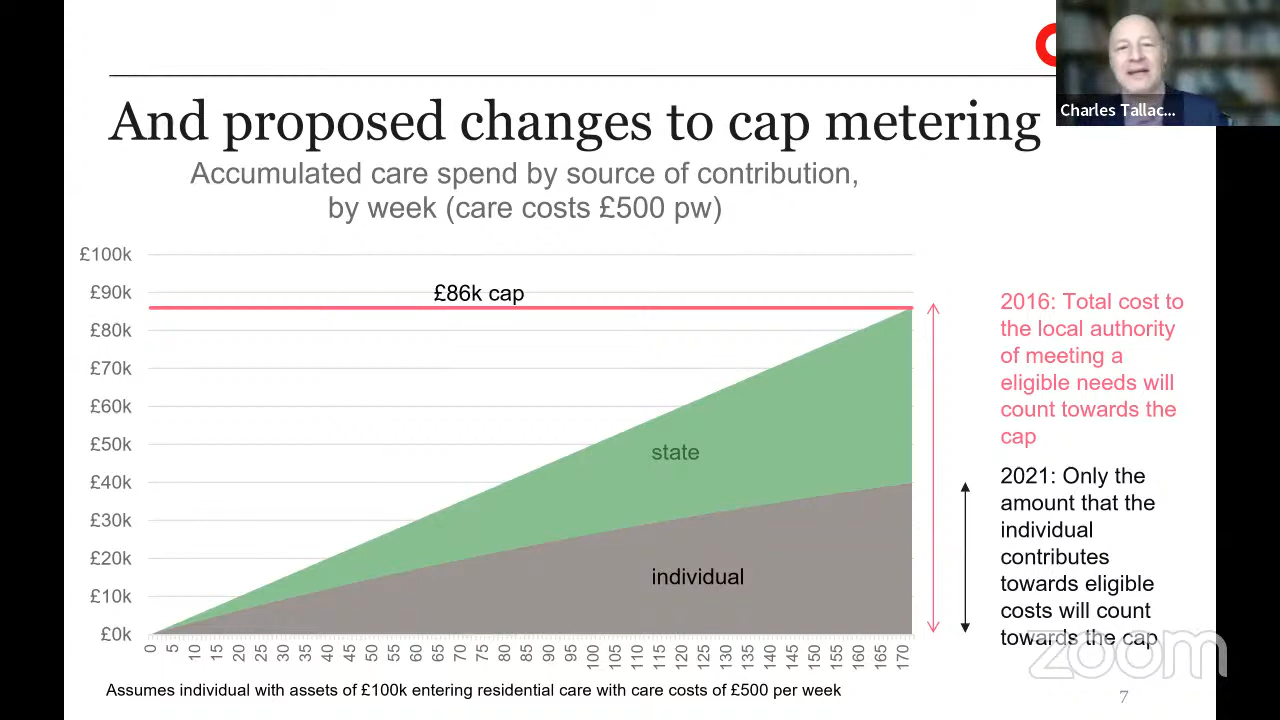 Charles Tallac...
And proposed changes to cap metering
Accumulated care spend by source of contribution,
by week (care costs £500 pw)
£100k
£90k
£80k
£70k
£60k
£50k
£40k
£30k
£20k
£10k
£0k
£86k cap
state
individual
0 5 10 15 20 25 30 35 40 45 50 55 60 65 70 75 80 85 90 95 100 105 110 115 120 125 130 135 140 145 150 155 160 165 170
2016: Total cost to
the local authority
of meeting a
eligible needs will
count towards the
cap
2021: Only the
amount that the
individual
contributes
towards eligible
costs will count
towards the cap
zoom
Assumes individual with assets of £100k entering residential care with care costs of £500 per week
7